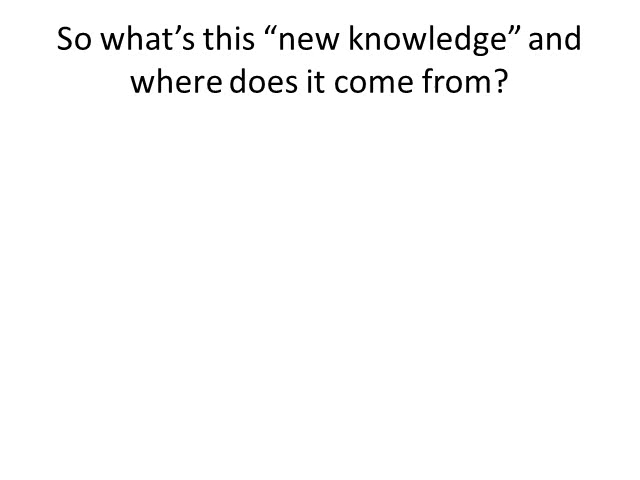 So what’s this “new knowledge” and
where does it come from?